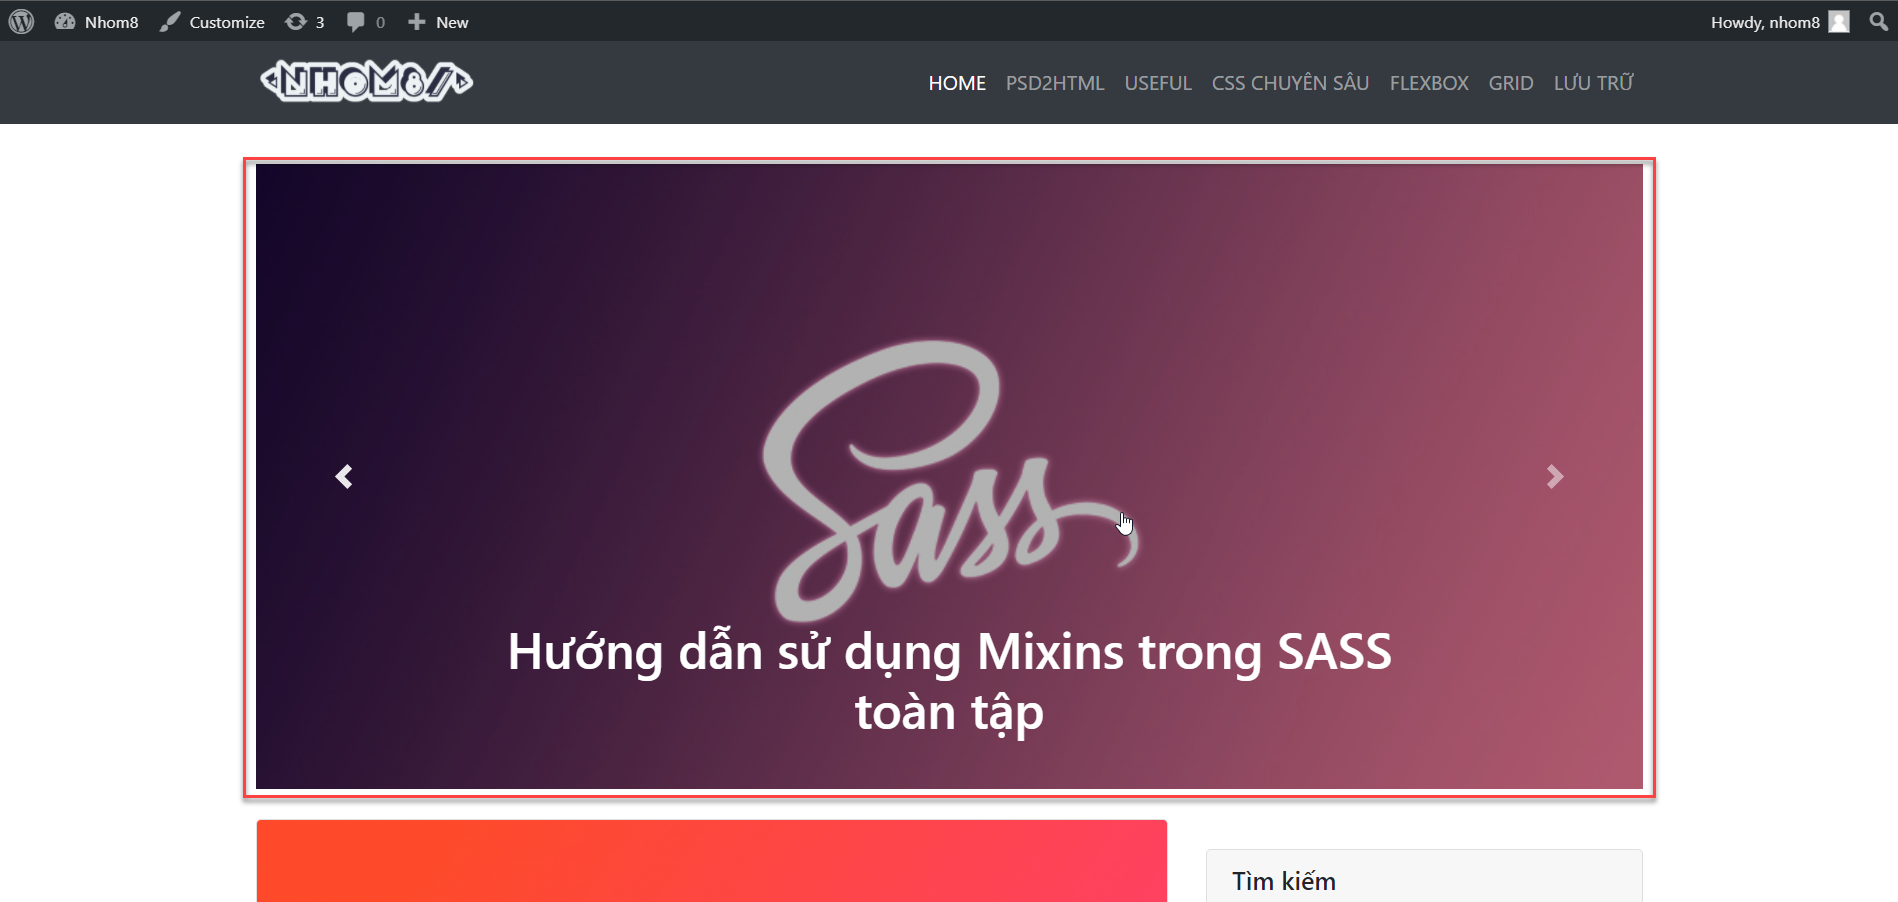 Nhom8 Customize 3 0 New Howdy, nhom8
<NHOM8/> HOME PSD2HTML USEFUL CSS CHUYÊN SÂU FLEXBOX GRID LƯU TRỮ
Sass
Hướng dẫn sử dụng Mixins trong SASS
toàn tập
Tìm kiếm